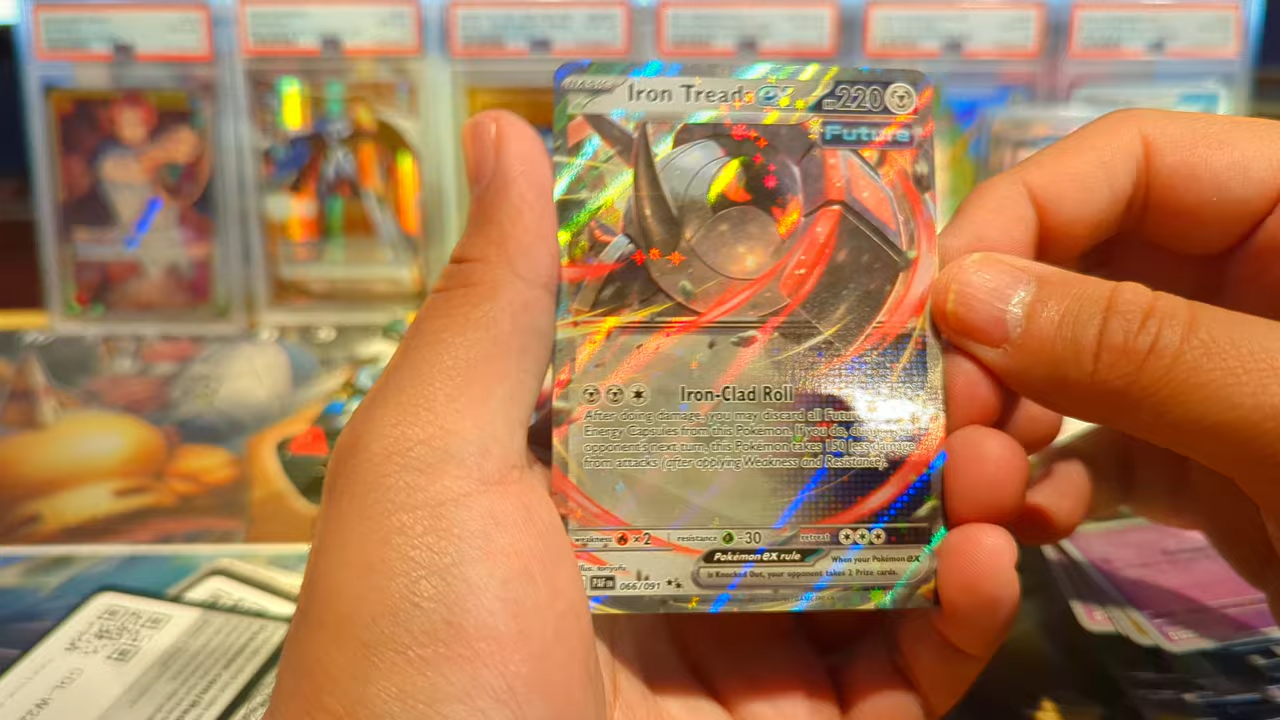 BASIC Iron Treads ex HP 220
Future
Iron-Clad Roll
After doing damage, you may discard all Future
Energy Capsules from this Pokémon. If you do, during
opponent's next turn, this Pokémon takes 150 less damage
from attacks (after applying Weakness and Resistance).
weakness ×2 resistance -30 retreat
Pokémon ex rule When your Pokémon ex
is Knocked Out, your opponent takes 2 Prize cards.
Illus.
PAF EN 066/091